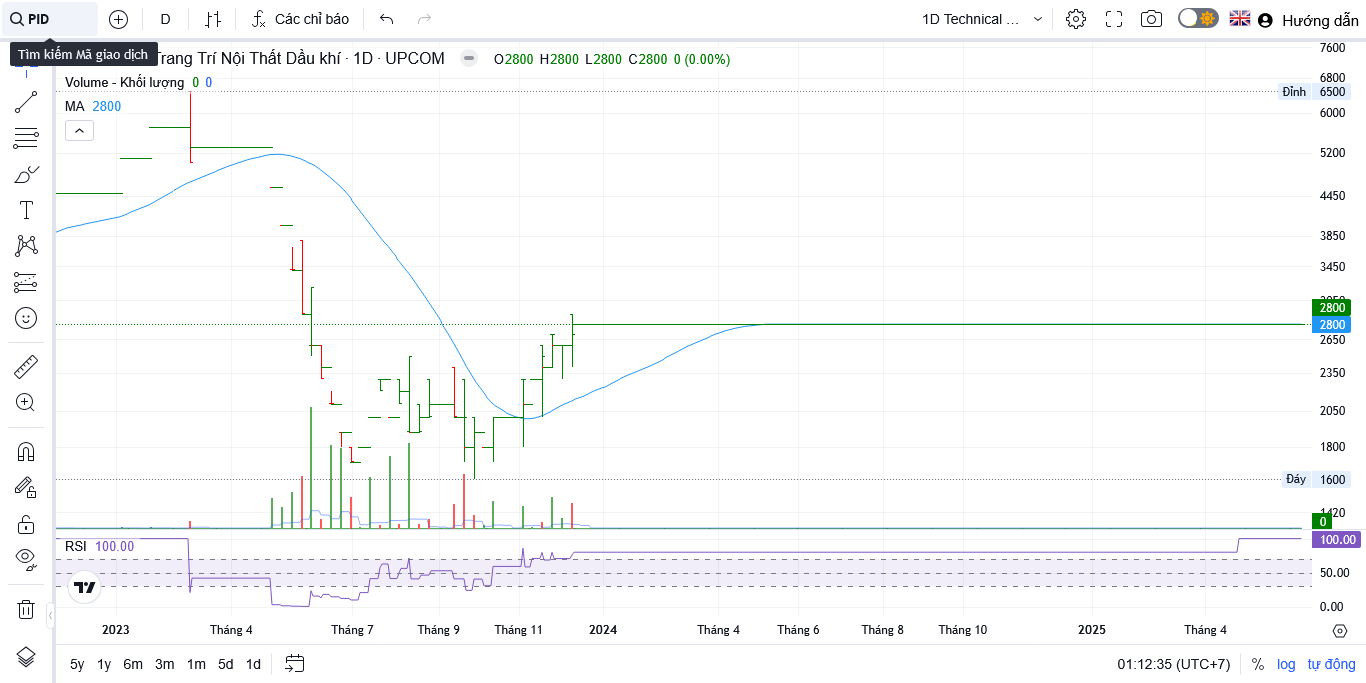 PID
D
Các chỉ báo
1D Technical ...
Hướng dẫn
Tìm kiếm Mã giao dịch
Trang Trí Nội Thất Dầu khí · 1D · UPCOM
O2800 H2800 L2800 C2800 0 (0.00%)
Volume - Khối lượng 0 0
MA 2800
7600
6800
Đỉnh 6500
6000
5200
4450
3850
3450
2800
2800
2650
2350
2050
1800
Đáy 1600
1420
0
RSI 100.00
100.00
50.00
0.00
2023 Tháng 4 Tháng 7 Tháng 9 Tháng 11 2024 Tháng 4 Tháng 6 Tháng 8 Tháng 10 2025 Tháng 4
5y 1y 6m 3m 1m 5d 1d
01:12:35 (UTC+7) % log tự động